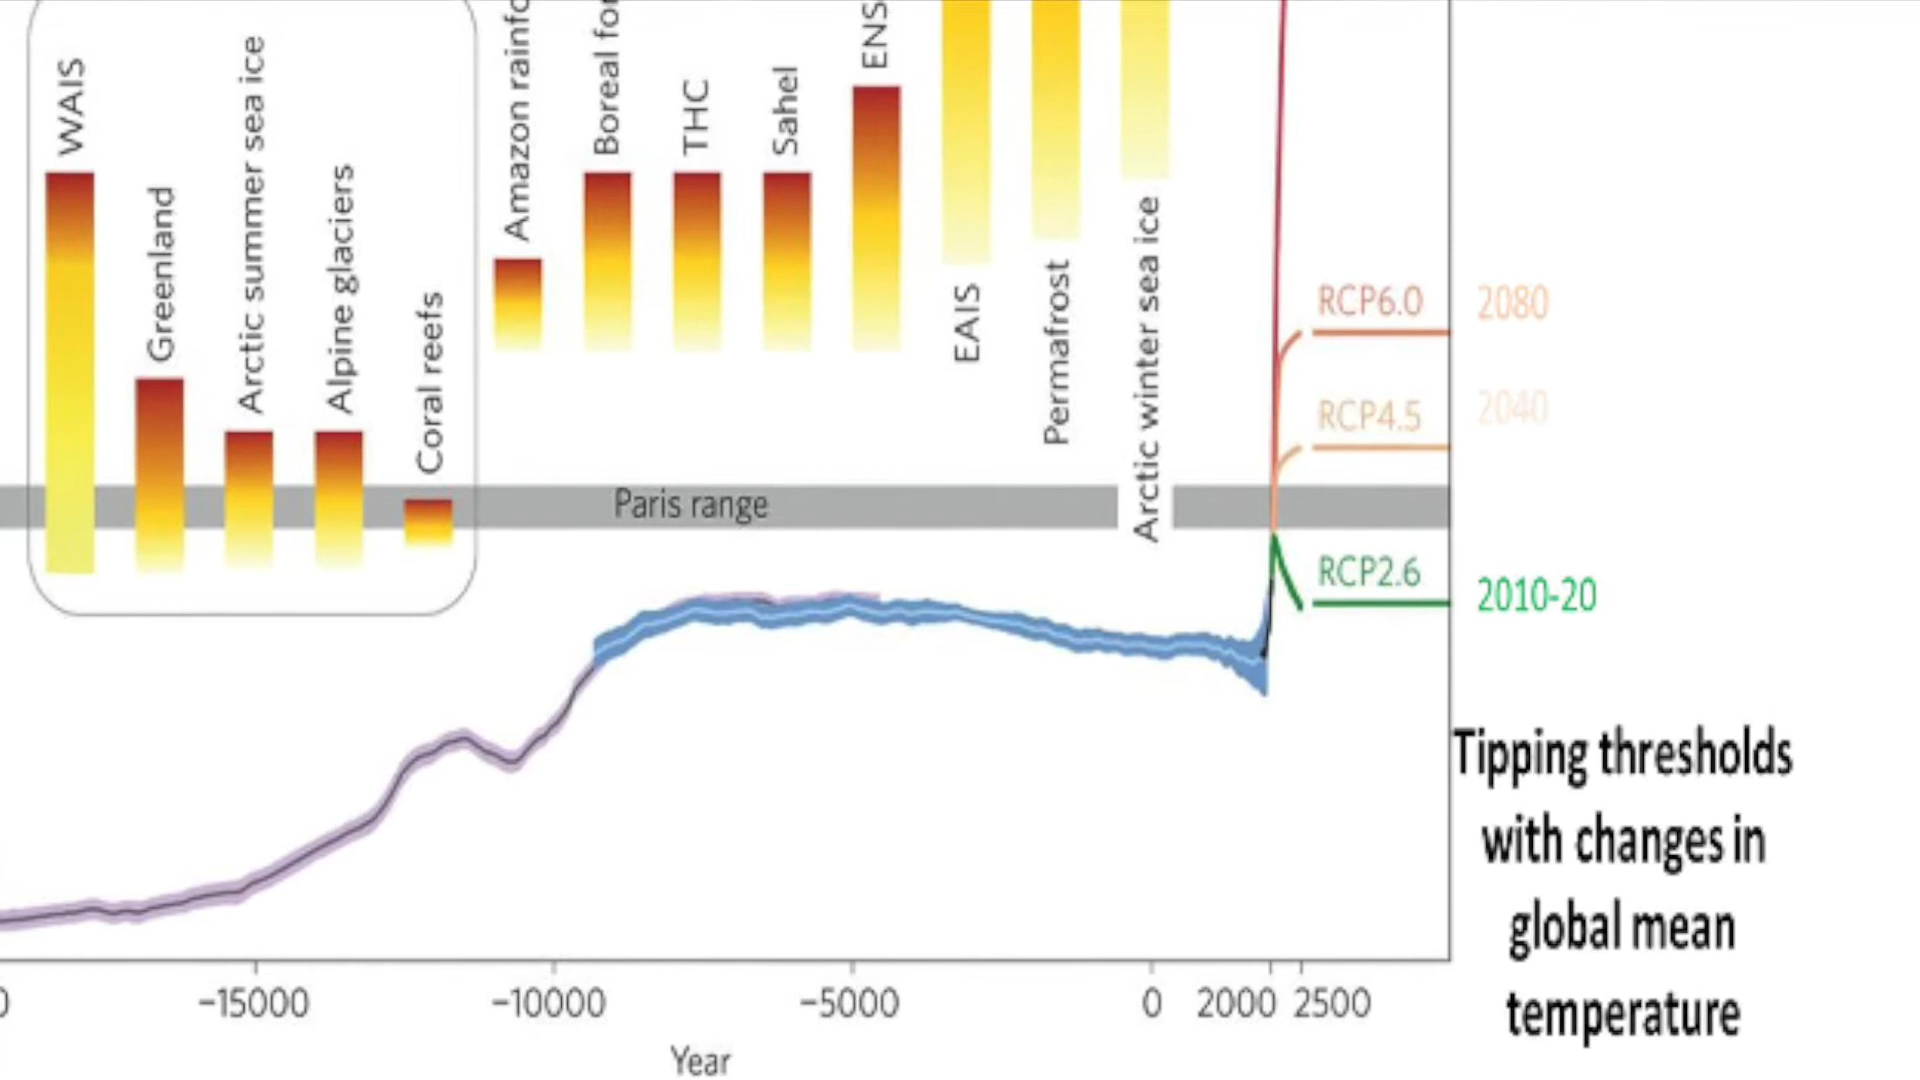 WAIS
Greenland
Arctic summer sea ice
Alpine glaciers
Coral reefs
Amazon
Boreal
THC
Sahel
EAIS
Permafrost
Arctic winter sea ice
Paris range
RCP6.0
2080
RCP4.5
2040
RCP2.6
2010-20
Tipping thresholds
with changes in
global mean
temperature
−15000
−10000
−5000
0
2000
2500
Year